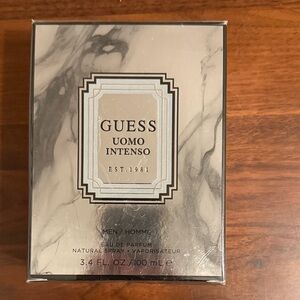 GUESS
UOMO
INTENSO
EST. 1981
MEN / HOMME
EAU DE PARFUM
NATURAL SPRAY • VAPORISATEUR
3.4 FL. OZ / 100 mL ℮